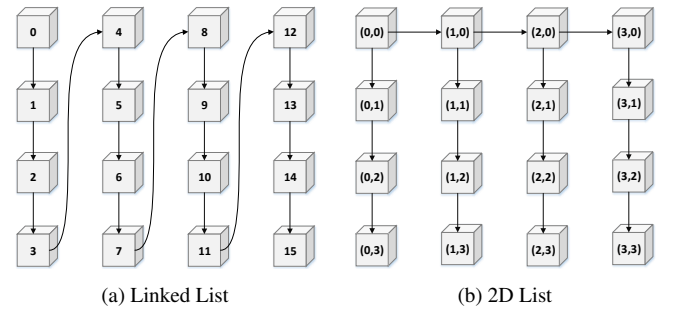 0 4 8 12 (0,0) (1,0) (2,0) (3,0)
1 5 9 13 (0,1) (1,1) (2,1) (3,1)
2 6 10 14 (0,2) (1,2) (2,2) (3,2)
3 7 11 15 (0,3) (1,3) (2,3) (3,3)
(a) Linked List (b) 2D List